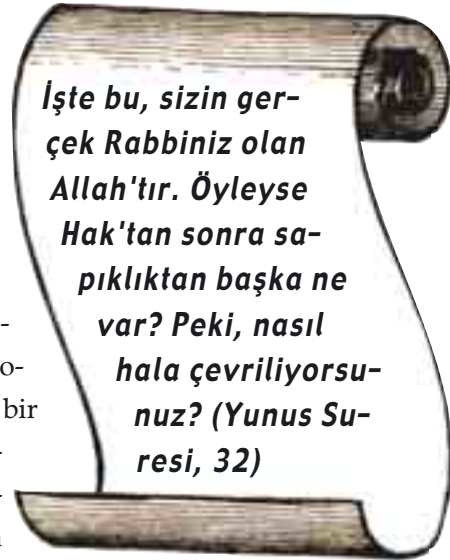 İşte bu, sizin ger-
çek Rabbiniz olan
Allah'tır. Öyleyse
Hak'tan sonra sa-
pıklıktan başka ne
var? Peki, nasıl
hala çevriliyorsu-
nuz? (Yunus Su-
resi, 32)
bir